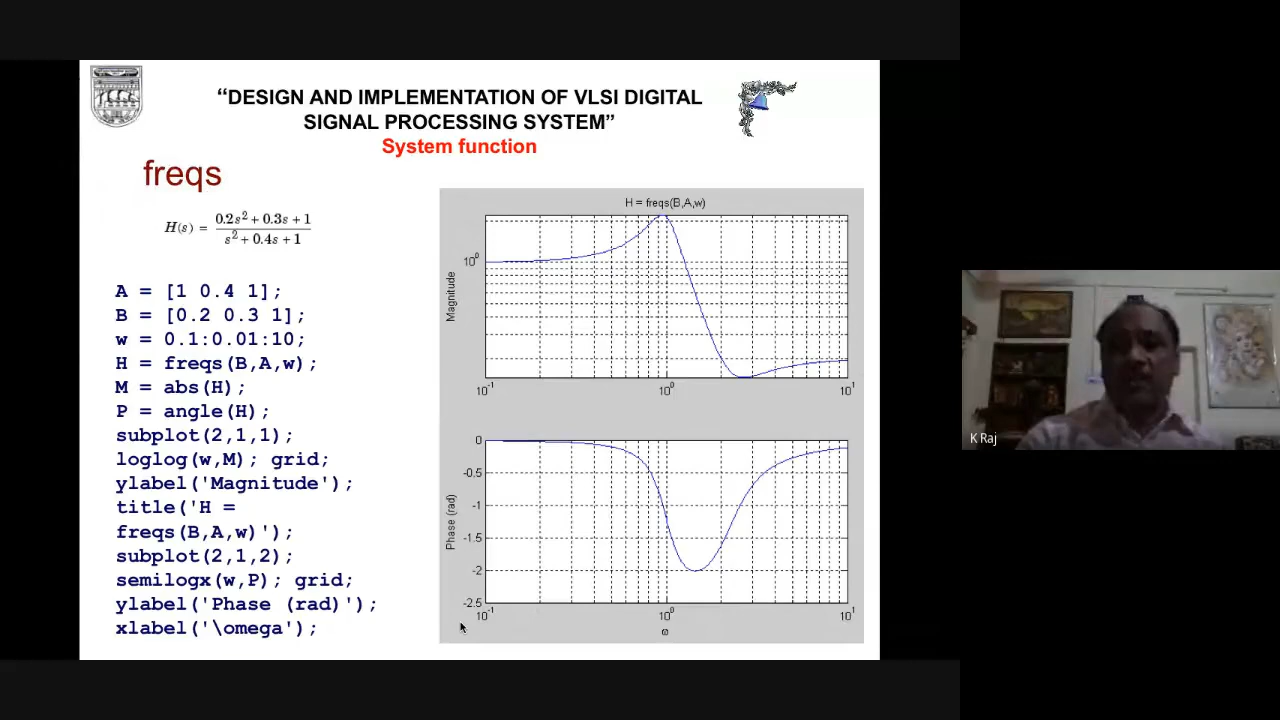 “DESIGN AND IMPLEMENTATION OF VLSI DIGITAL
SIGNAL PROCESSING SYSTEM”
System function
freqs
H(s) = (0.2s² + 0.3s + 1) / (s² + 0.4s + 1)
A = [1 0.4 1];
B = [0.2 0.3 1];
w = 0.1:0.01:10;
H = freqs(B,A,w);
M = abs(H);
P = angle(H);
subplot(2,1,1);
loglog(w,M); grid;
ylabel('Magnitude');
title('H =
freqs(B,A,w)');
subplot(2,1,2);
semilogx(w,P); grid;
ylabel('Phase (rad)');
xlabel('\omega');
H = freqs(B,A,w)
Magnitude
10⁰
10⁻¹ 10⁰ 10¹
Phase (rad)
0
-0.5
-1
-1.5
-2
-2.5
10⁻¹ 10⁰ 10¹
ω
K Raj